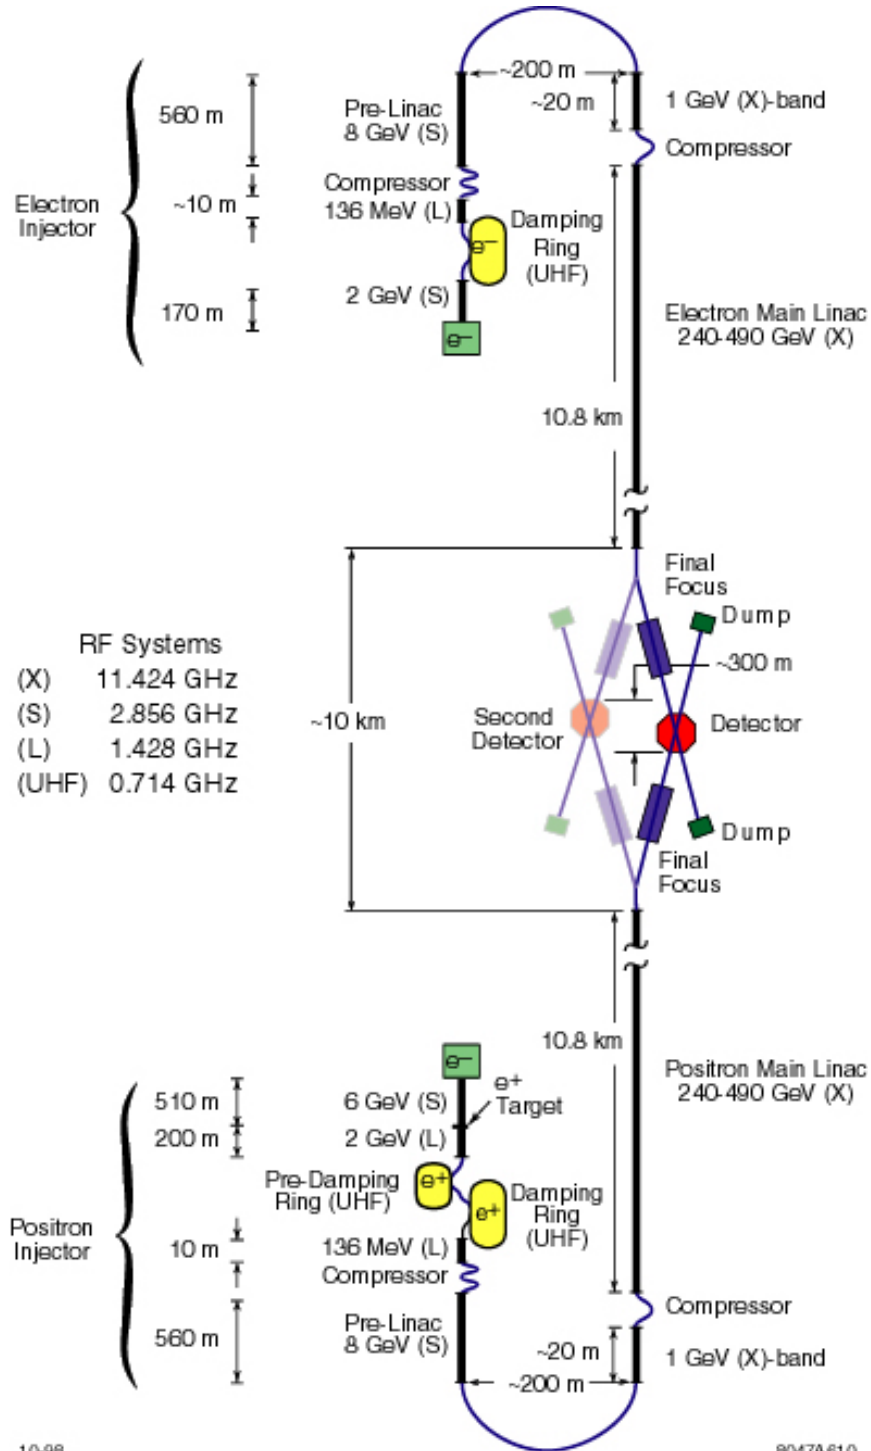 ~200 m
560 m
Pre-Linac
8 GeV (S)
~20 m
1 GeV (X)-band
Compressor
Compressor
Electron
Injector
~10 m
136 MeV (L)
e−
Damping
Ring
(UHF)
170 m
2 GeV (S)
e−
Electron Main Linac
240-490 GeV (X)
10.8 km
Final
Focus
Dump
RF Systems
(X) 11.424 GHz
(S) 2.856 GHz
(L) 1.428 GHz
(UHF) 0.714 GHz
~300 m
~10 km
Second
Detector
Detector
Dump
Final
Focus
10.8 km
Positron Main Linac
240-490 GeV (X)
e−
510 m
6 GeV (S)
e+
Target
200 m
2 GeV (L)
Pre-Damping
Ring (UHF)
e+
e+
Damping
Ring
(UHF)
Positron
Injector
10 m
136 MeV (L)
Compressor
Compressor
560 m
Pre-Linac
8 GeV (S)
~20 m
1 GeV (X)-band
~200 m